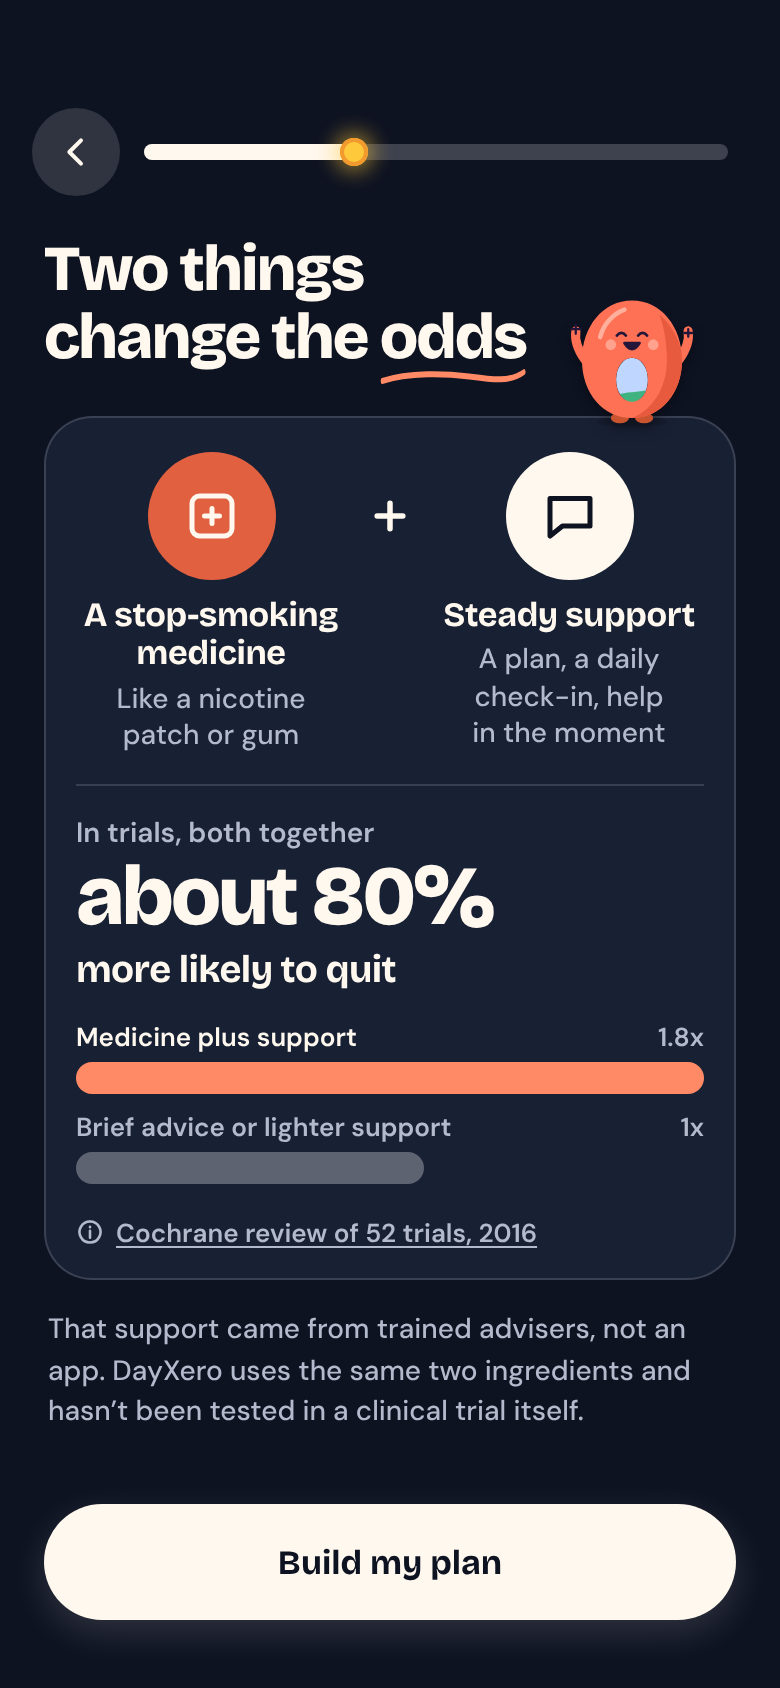 Two things
change the odds
A stop-smoking
medicine
Like a nicotine
patch or gum
+
Steady support
A plan, a daily
check-in, help
in the moment
In trials, both together
about 80%
more likely to quit
Medicine plus support 1.8x
Brief advice or lighter support 1x
Cochrane review of 52 trials, 2016
That support came from trained advisers, not an
app. DayXero uses the same two ingredients and
hasn’t been tested in a clinical trial itself.
Build my plan